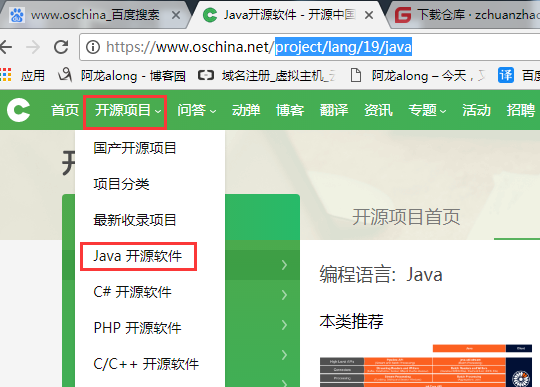 www.oschina_百度搜索
Java开源软件 - 开源中国
下载仓库 · zchuanzhao
https://www.oschina.net/project/lang/19/java
应用
阿龙along - 博客园
域名注册_虚拟主机_云
阿龙along – 今天，又
译
百度
首页 开源项目 问答 动弹 博客 翻译 资讯 专题 活动 招聘
国产开源项目
项目分类
最新收录项目
Java 开源软件
C# 开源软件
PHP 开源软件
C/C++ 开源软件
开源项目首页
编程语言: Java
本类推荐